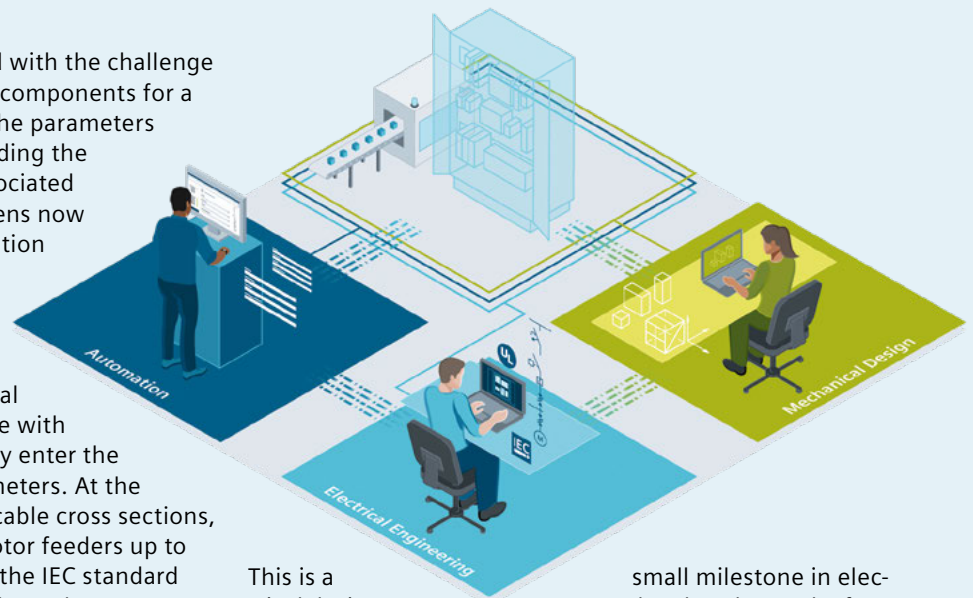 with the challenge
components for a
he parameters
ding the
ociated
ens now
tion
al
e with
y enter the
meters. At the
cable cross sections,
otor feeders up to
the IEC standard
This is a
small milestone in elec-
Automation
Mechanical Design
Electrical Engineering
UL
IEC